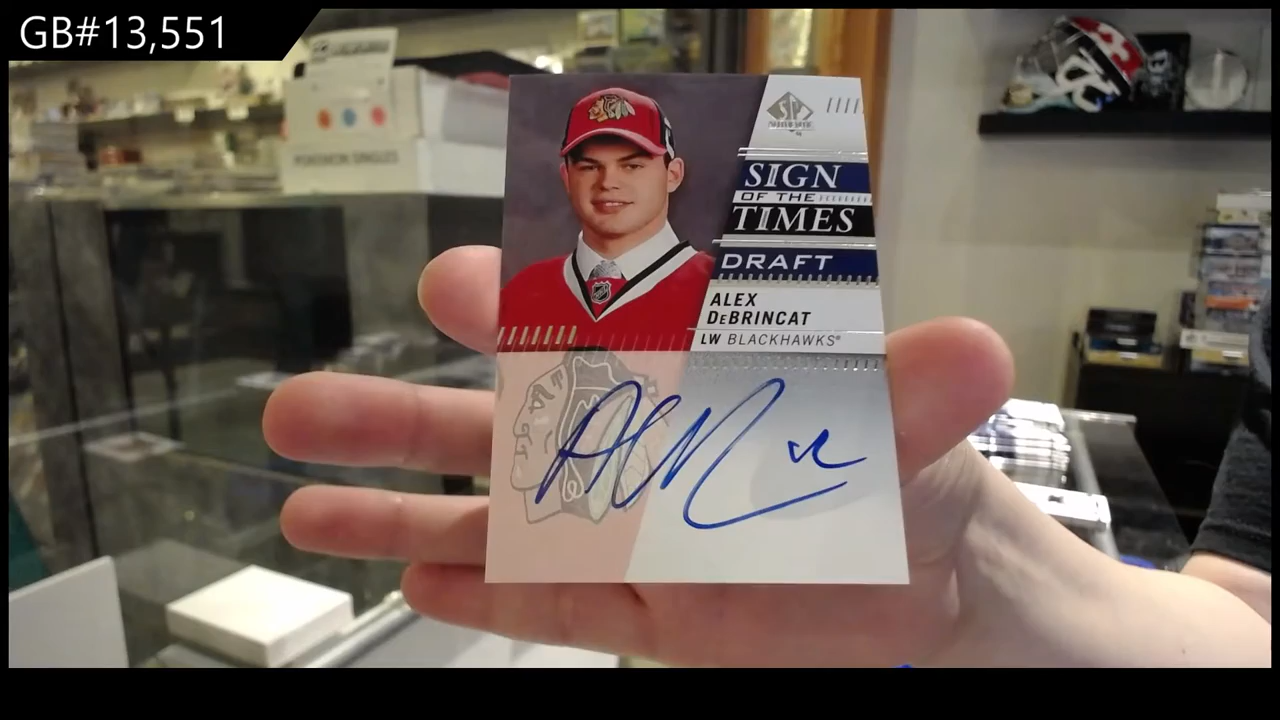 GB#13,551
POKEMON SINGLES
SIGN
OF THE
TIMES
DRAFT
ALEX
DeBRINCAT
LW BLACKHAWKS®